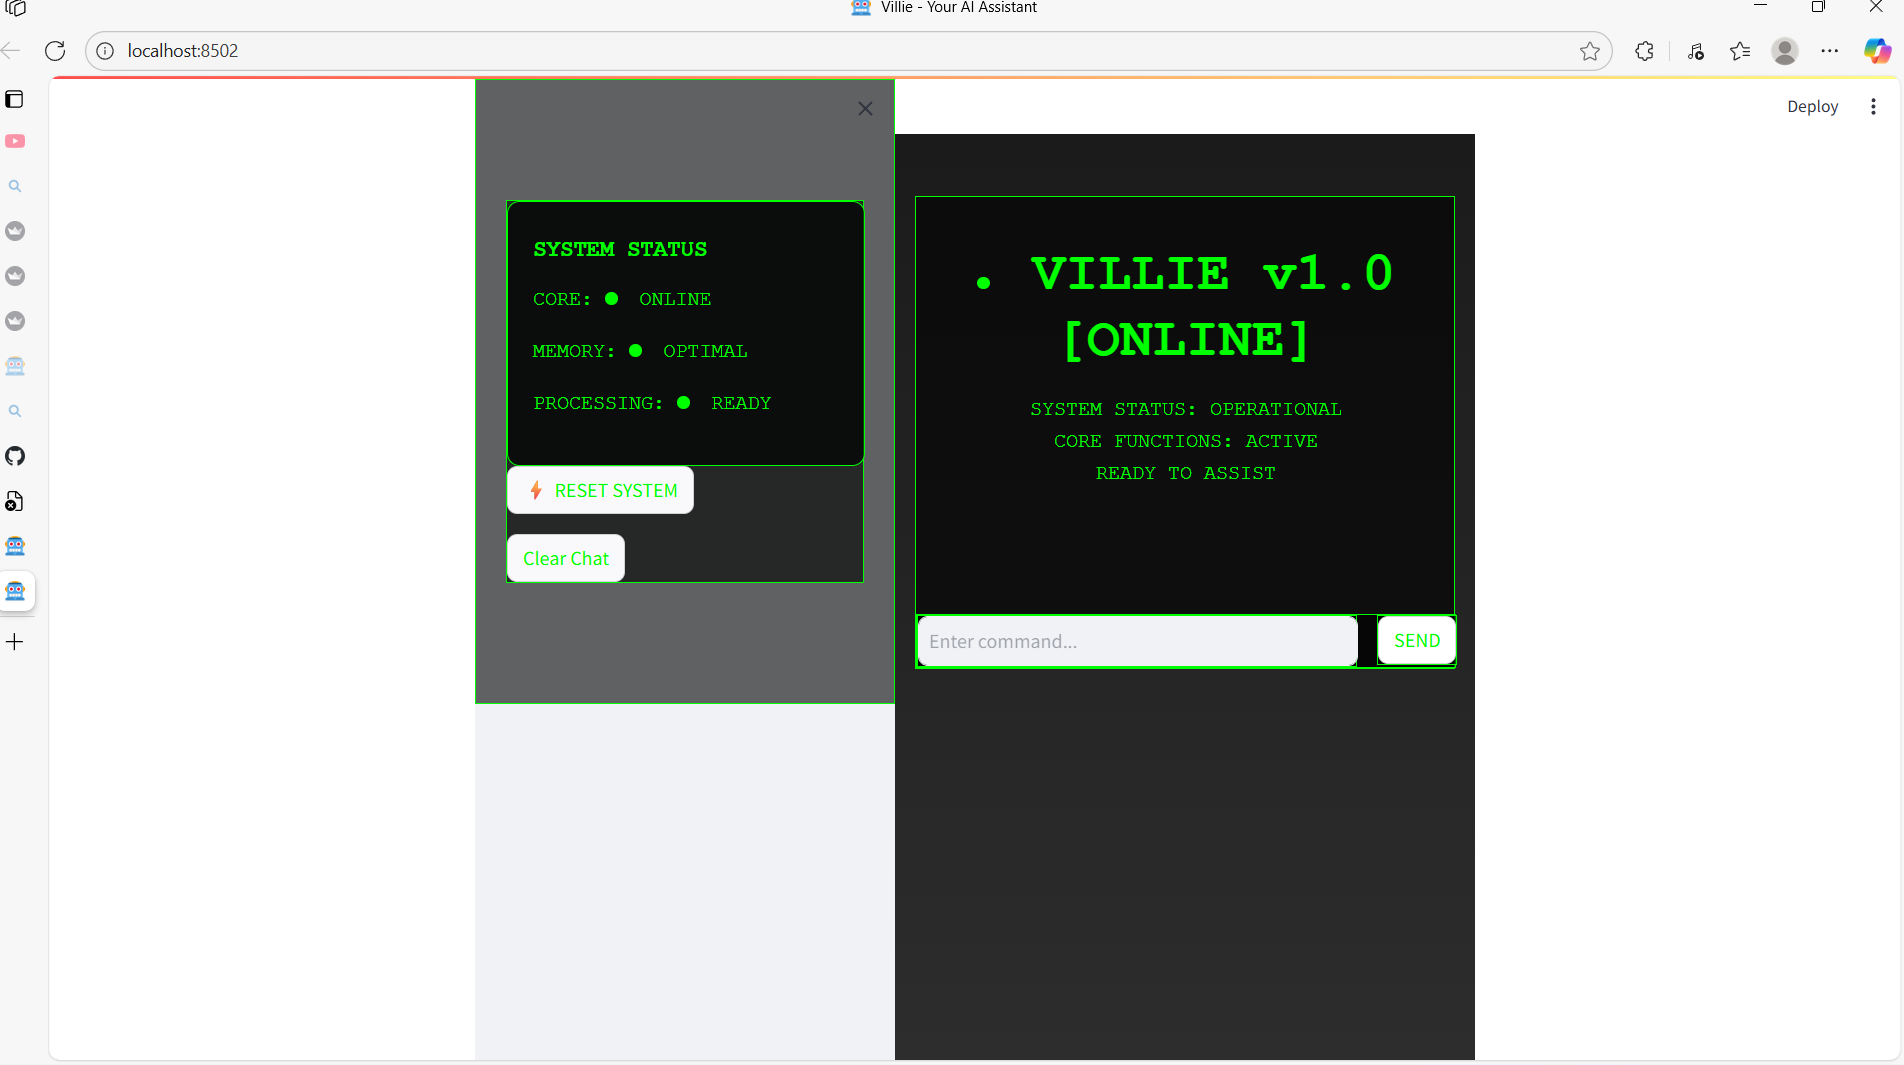 Villie - Your AI Assistant
localhost:8502
Deploy
SYSTEM STATUS
CORE: ● ONLINE
MEMORY: ● OPTIMAL
PROCESSING: ● READY
⚡ RESET SYSTEM
Clear Chat
● VILLIE v1.0
[ONLINE]
SYSTEM STATUS: OPERATIONAL
CORE FUNCTIONS: ACTIVE
READY TO ASSIST
Enter command...
SEND